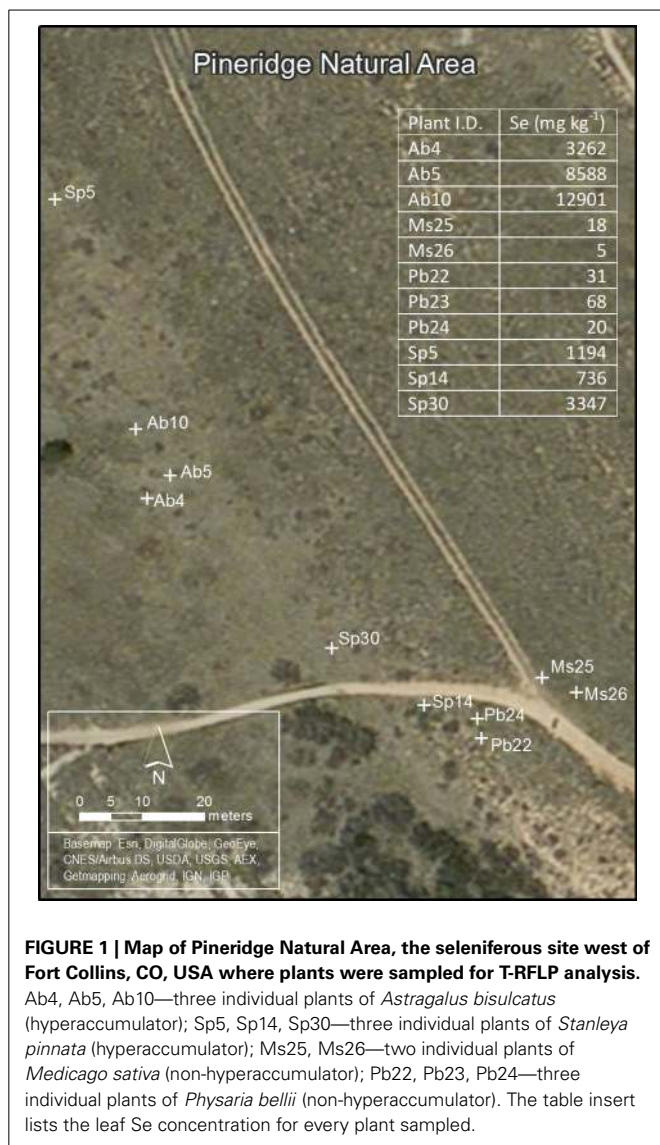 Pineridge Natural Area
Plant I.D. Se (mg kg⁻¹)
Ab4 3262
Ab5 8588
Ab10 12901
Ms25 18
Ms26 5
Pb22 31
Pb23 68
Pb24 20
Sp5 1194
Sp14 736
Sp30 3347
Sp5
Ab10
Ab5
Ab4
Sp30
Ms25
Ms26
Sp14
Pb24
Pb22
N
0 5 10 20
meters
Basemap: Esri, DigitalGlobe, GeoEye,
CNES/Airbus DS, USDA, USGS, AEX,
Getmapping, Aerogrid, IGN, IGP
FIGURE 1 | Map of Pineridge Natural Area, the seleniferous site west of
Fort Collins, CO, USA where plants were sampled for T-RFLP analysis.
Ab4, Ab5, Ab10—three individual plants of Astragalus bisulcatus
(hyperaccumulator); Sp5, Sp14, Sp30—three individual plants of Stanleya
pinnata (hyperaccumulator); Ms25, Ms26—two individual plants of
Medicago sativa (non-hyperaccumulator); Pb22, Pb23, Pb24—three
individual plants of Physaria bellii (non-hyperaccumulator). The table insert
lists the leaf Se concentration for every plant sampled.